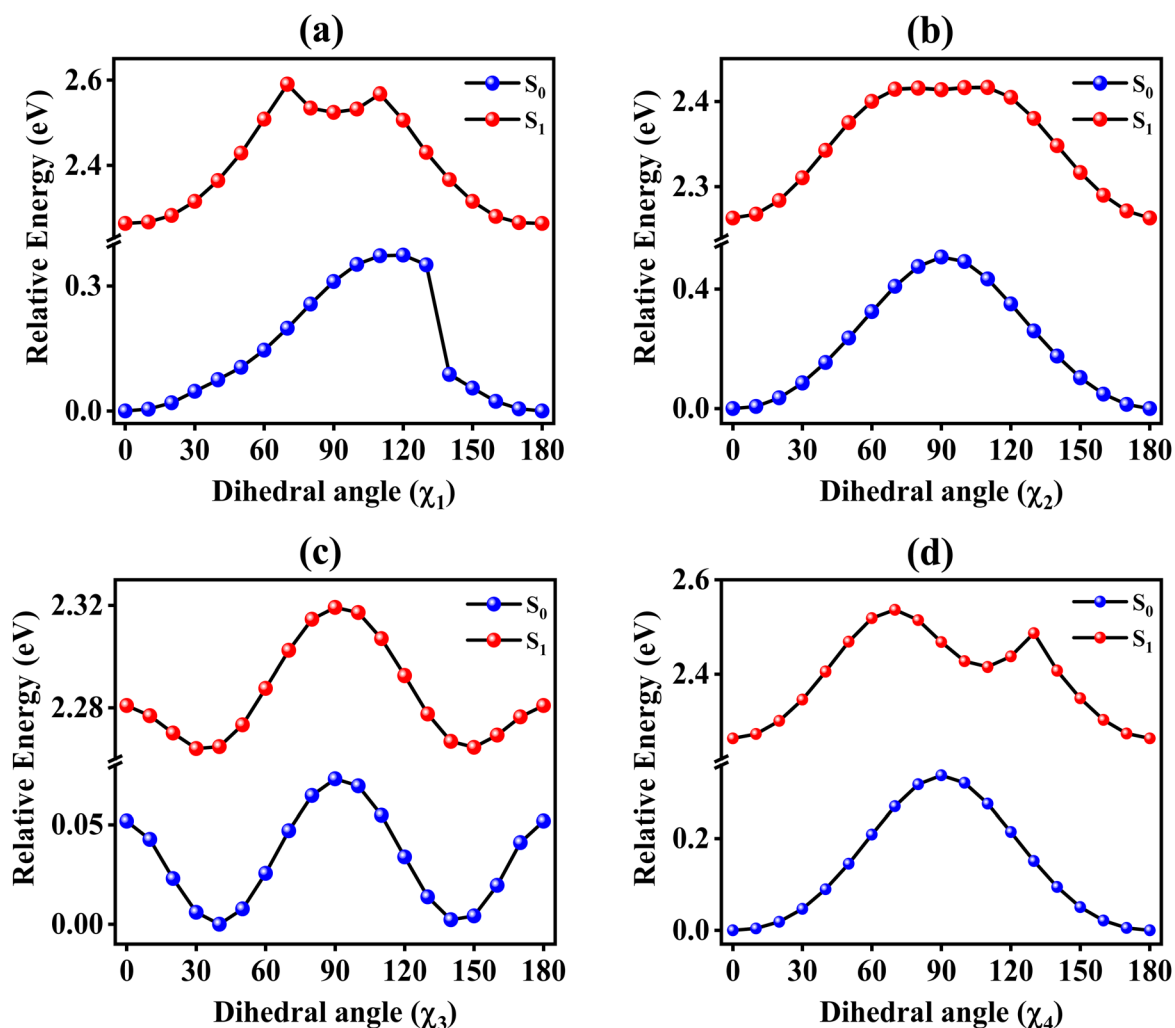 (a)
Relative Energy (eV)
2.6
2.4
0.3
0.0
S₀
S₁
0 30 60 90 120 150 180
Dihedral angle (χ₁)
(b)
Relative Energy (eV)
2.4
2.3
0.4
0.0
S₀
S₁
0 30 60 90 120 150 180
Dihedral angle (χ₂)
(c)
Relative Energy (eV)
2.32
2.28
0.05
0.00
S₀
S₁
0 30 60 90 120 150 180
Dihedral angle (χ₃)
(d)
Relative Energy (eV)
2.6
2.4
0.2
0.0
S₀
S₁
0 30 60 90 120 150 180
Dihedral angle (χ₄)